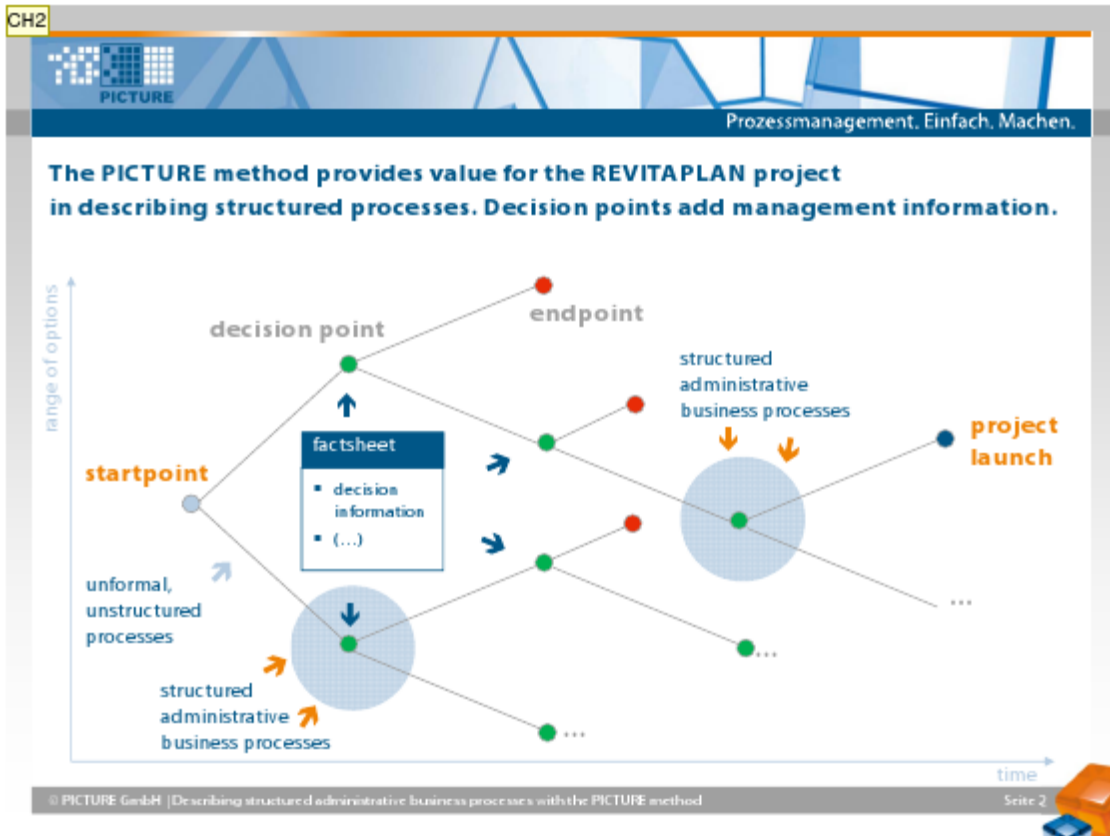 CH2
PICTURE
Prozessmanagement. Einfach. Machen.
The PICTURE method provides value for the REVITAPLAN project
in describing structured processes. Decision points add management information.
range of options
decision point
endpoint
structured
administrative
business processes
project
launch
startpoint
factsheet
▪ decision
information
▪ (...)
unformal,
unstructured
processes
...
...
structured
administrative
business processes
...
time
© PICTURE GmbH | Describing structured administrative business processes with the PICTURE method
Seite 2